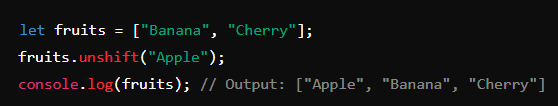 let fruits = ["Banana", "Cherry"];
fruits.unshift("Apple");
console.log(fruits); // Output: ["Apple", "Banana", "Cherry"]